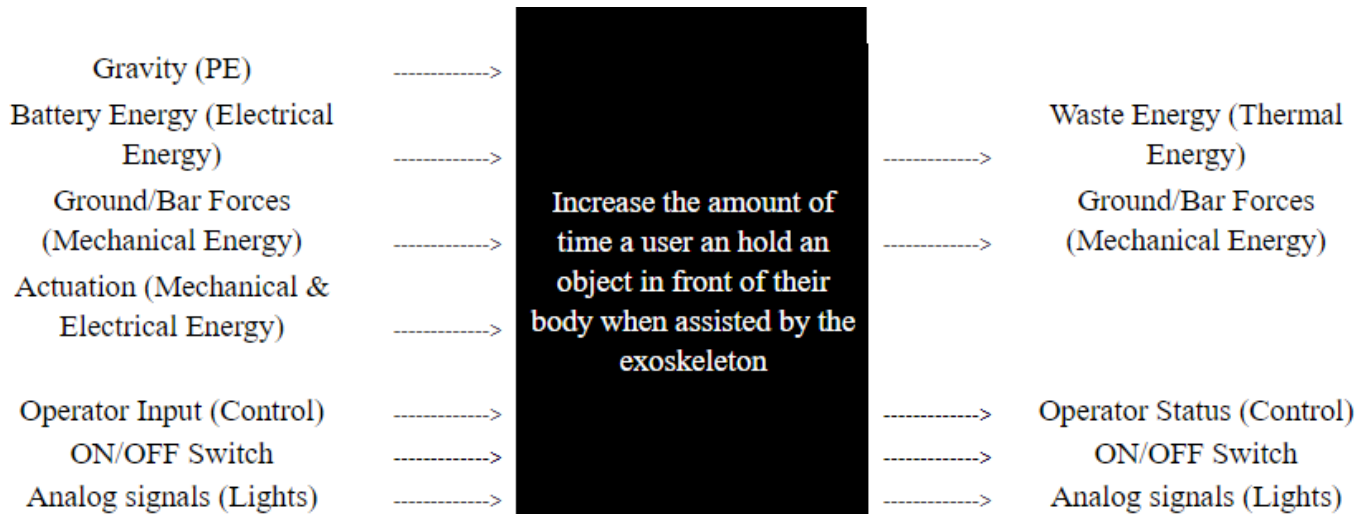 Gravity (PE)
------------->
Battery Energy (Electrical
Energy)
------------->
Ground/Bar Forces
(Mechanical Energy)
------------->
Actuation (Mechanical &
Electrical Energy)
------------->
Operator Input (Control)
------------->
ON/OFF Switch
------------->
Analog signals (Lights)
------------->
Increase the amount of
time a user an hold an
object in front of their
body when assisted by the
exoskeleton
------------->
Waste Energy (Thermal
Energy)
------------->
Ground/Bar Forces
(Mechanical Energy)
------------->
Operator Status (Control)
------------->
ON/OFF Switch
------------->
Analog signals (Lights)